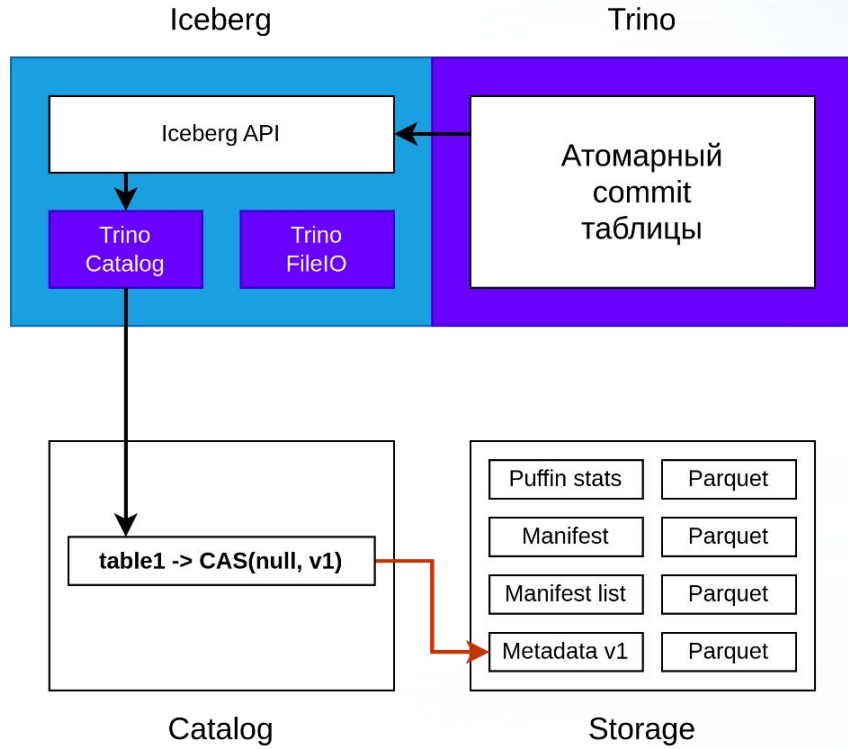 Iceberg
Trino
Iceberg API
Атомарный
commit
таблицы
Trino
Catalog
Trino
FileIO
table1 -> CAS(null, v1)
Puffin stats
Parquet
Manifest
Parquet
Manifest list
Parquet
Metadata v1
Parquet
Catalog
Storage